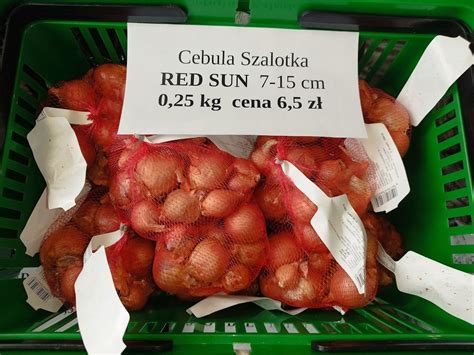 Cebula Szalotka
RED SUN 7-15 cm
0,25 kg cena 6,5 zł